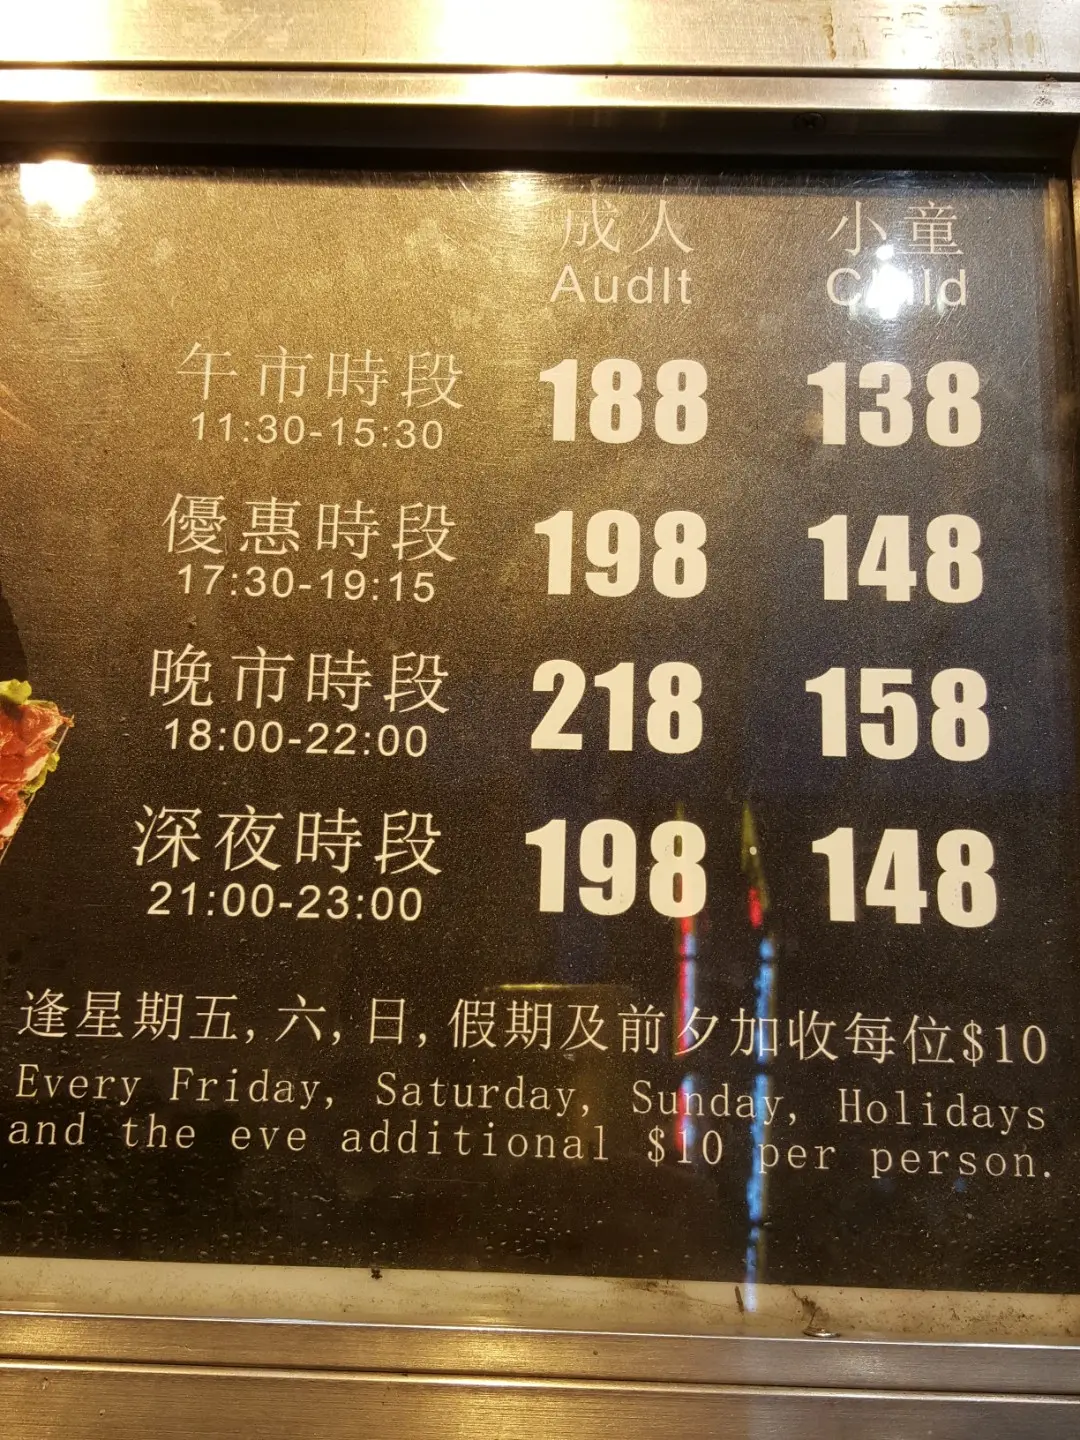 成人 小童
Audlt Child
午市時段 188 138
11:30-15:30
優惠時段 198 148
17:30-19:15
晚市時段 218 158
18:00-22:00
深夜時段 198 148
21:00-23:00
逢星期五,六,日,假期及前夕加收每位$10
Every Friday, Saturday, Sunday, Holidays
and the eve additional $10 per person.